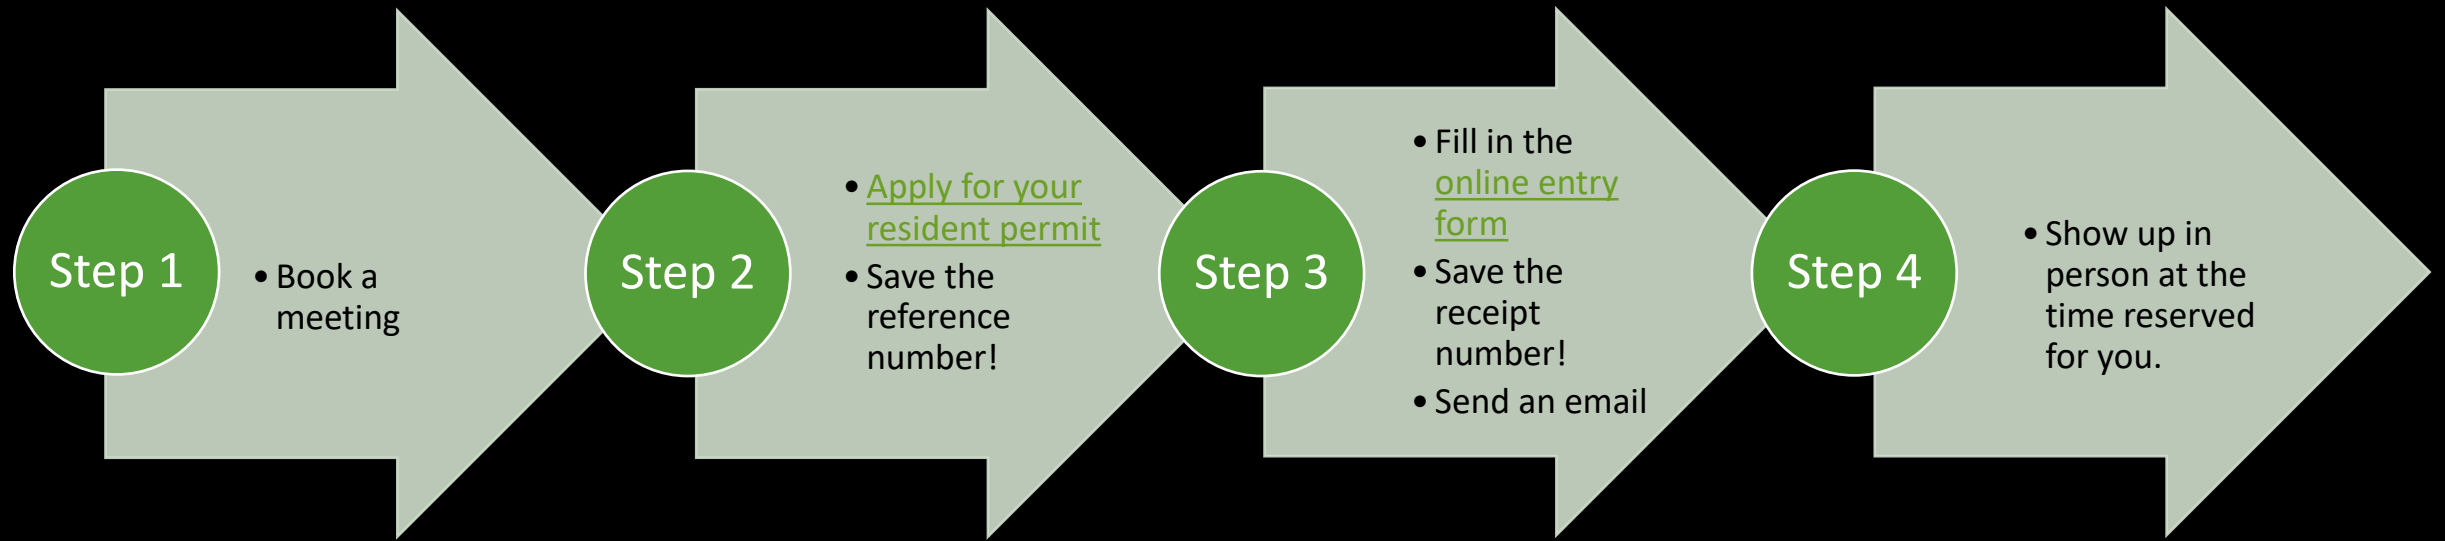 Step 1
• Book a
meeting
Step 2
• Apply for your
resident permit
• Save the
reference
number!
Step 3
• Fill in the
online entry
form
• Save the
receipt
number!
• Send an email
Step 4
• Show up in
person at the
time reserved
for you.